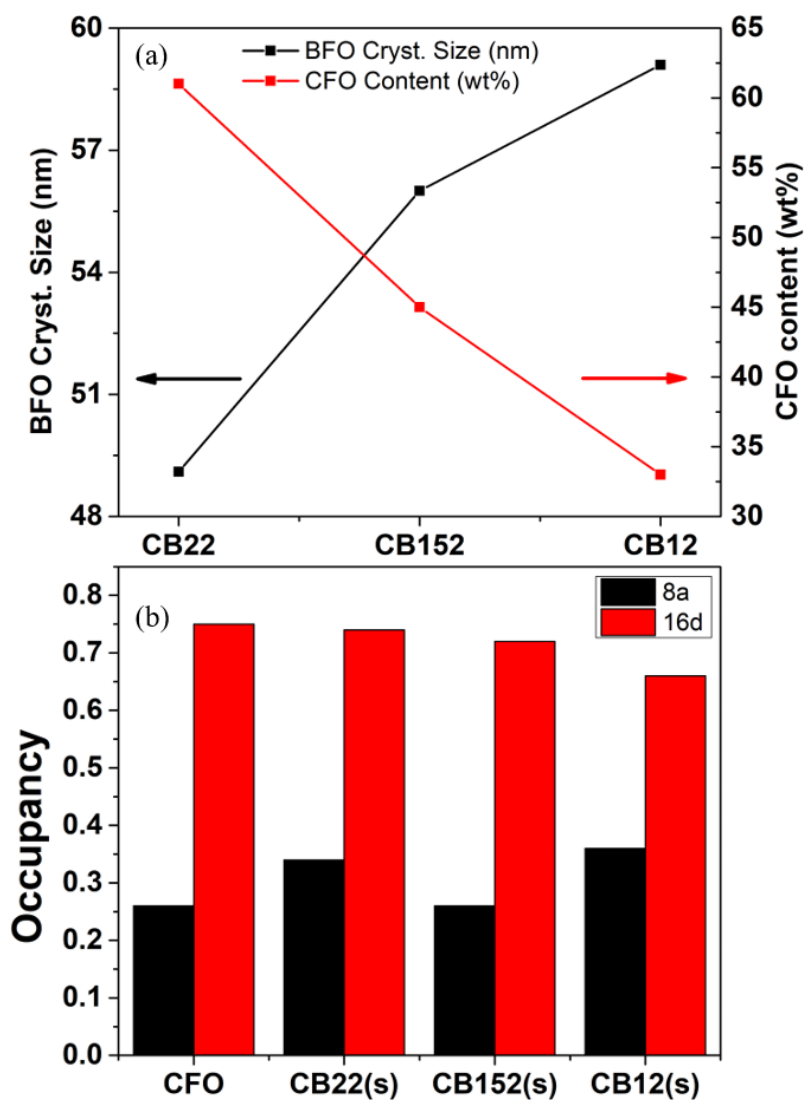 (a)
BFO Cryst. Size (nm)
CFO Content (wt%)
60
57
54
51
48
BFO Cryst. Size (nm)
65
60
55
50
45
40
35
30
CFO content (wt%)
CB22 CB152 CB12
(b)
8a
16d
0.8
0.7
0.6
0.5
0.4
0.3
0.2
0.1
0.0
Occupancy
CFO CB22(s) CB152(s) CB12(s)